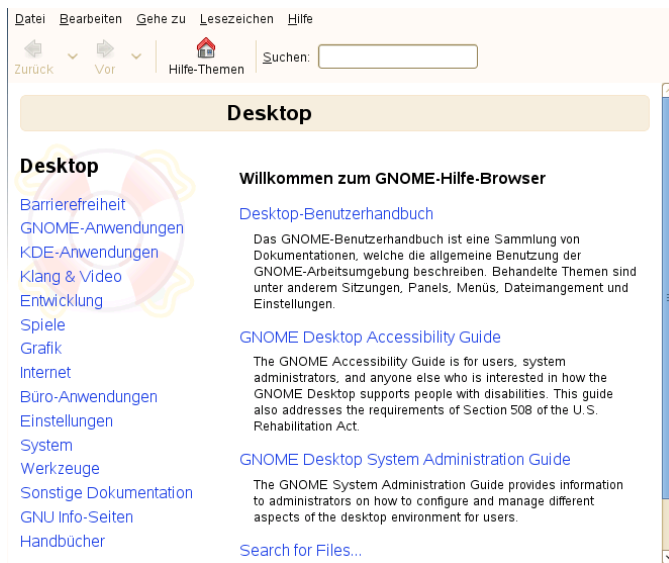 Datei Bearbeiten Gehe zu Lesezeichen Hilfe
Zurück Vor Hilfe-Themen Suchen:
Desktop
Desktop
Barrierefreiheit
GNOME-Anwendungen
KDE-Anwendungen
Klang & Video
Entwicklung
Spiele
Grafik
Internet
Büro-Anwendungen
Einstellungen
System
Werkzeuge
Sonstige Dokumentation
GNU Info-Seiten
Handbücher
Willkommen zum GNOME-Hilfe-Browser
Desktop-Benutzerhandbuch
Das GNOME-Benutzerhandbuch ist eine Sammlung von
Dokumentationen, welche die allgemeine Benutzung der
GNOME-Arbeitsumgebung beschreiben. Behandelte Themen sind
unter anderem Sitzungen, Panels, Menüs, Dateimangement und
Einstellungen.
GNOME Desktop Accessibility Guide
The GNOME Accessibility Guide is for users, system
administrators, and anyone else who is interested in how the
GNOME Desktop supports people with disabilities. This guide
also addresses the requirements of Section 508 of the U.S.
Rehabilitation Act.
GNOME Desktop System Administration Guide
The GNOME System Administration Guide provides information
to administrators on how to configure and manage different
aspects of the desktop environment for users.
Search for Files...